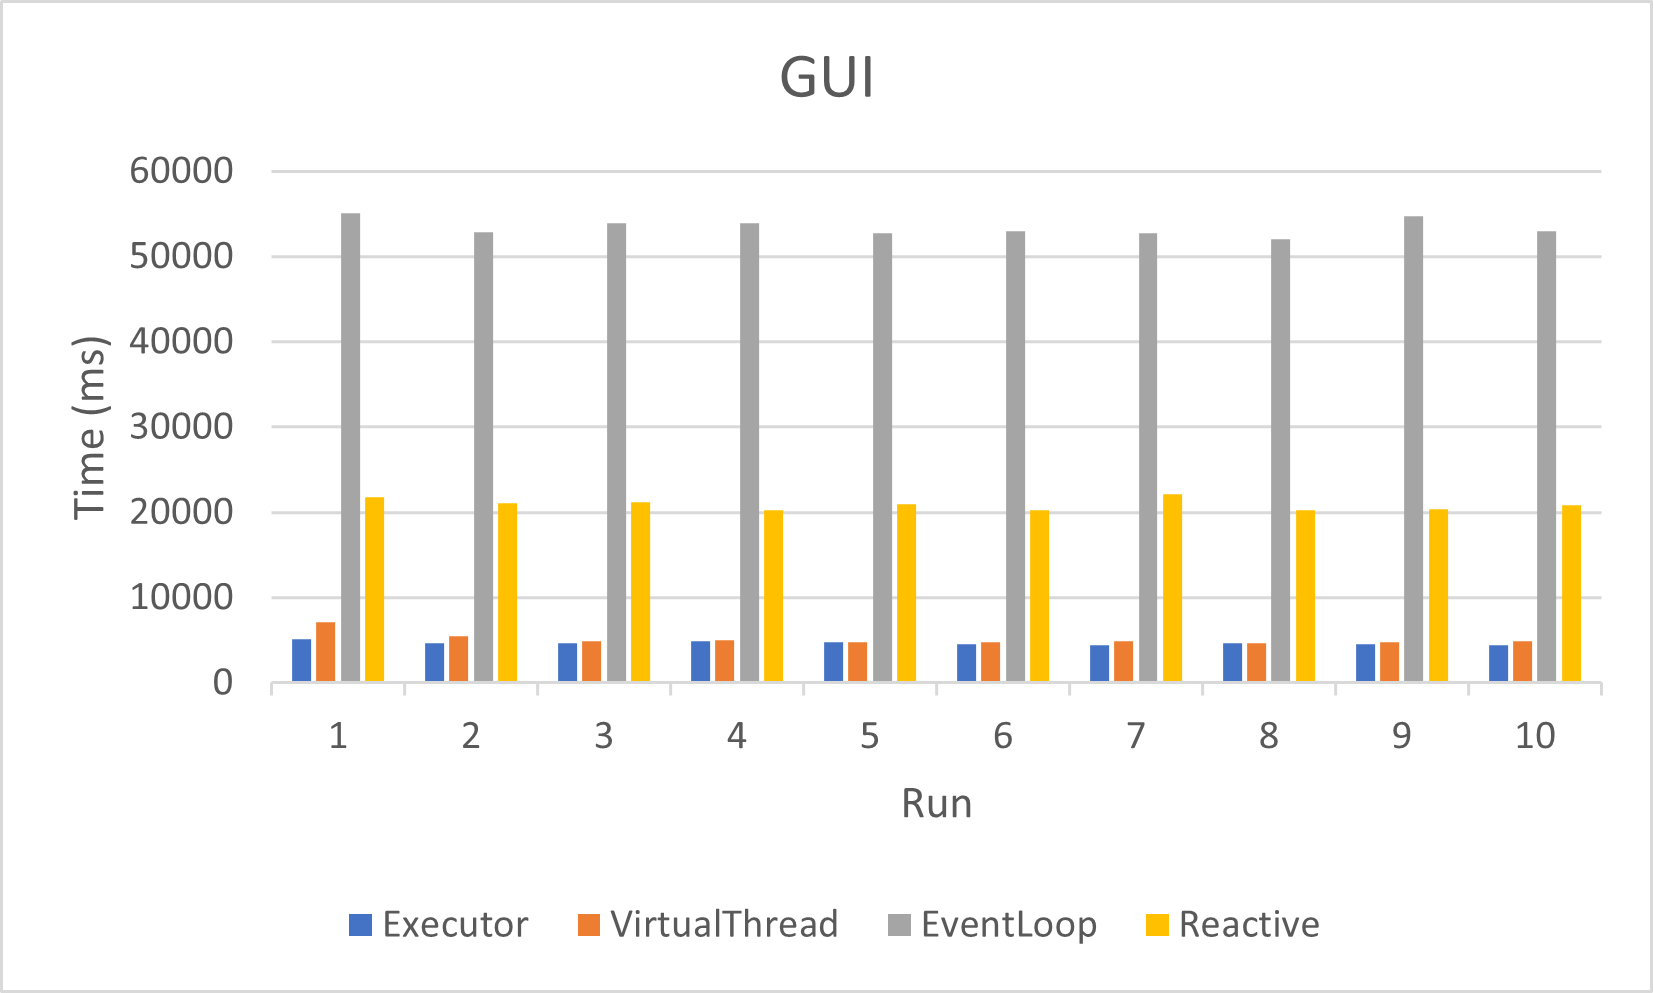 GUI
60000
50000
40000
30000
20000
10000
0
Time (ms)
1 2 3 4 5 6 7 8 9 10
Run
Executor VirtualThread EventLoop Reactive